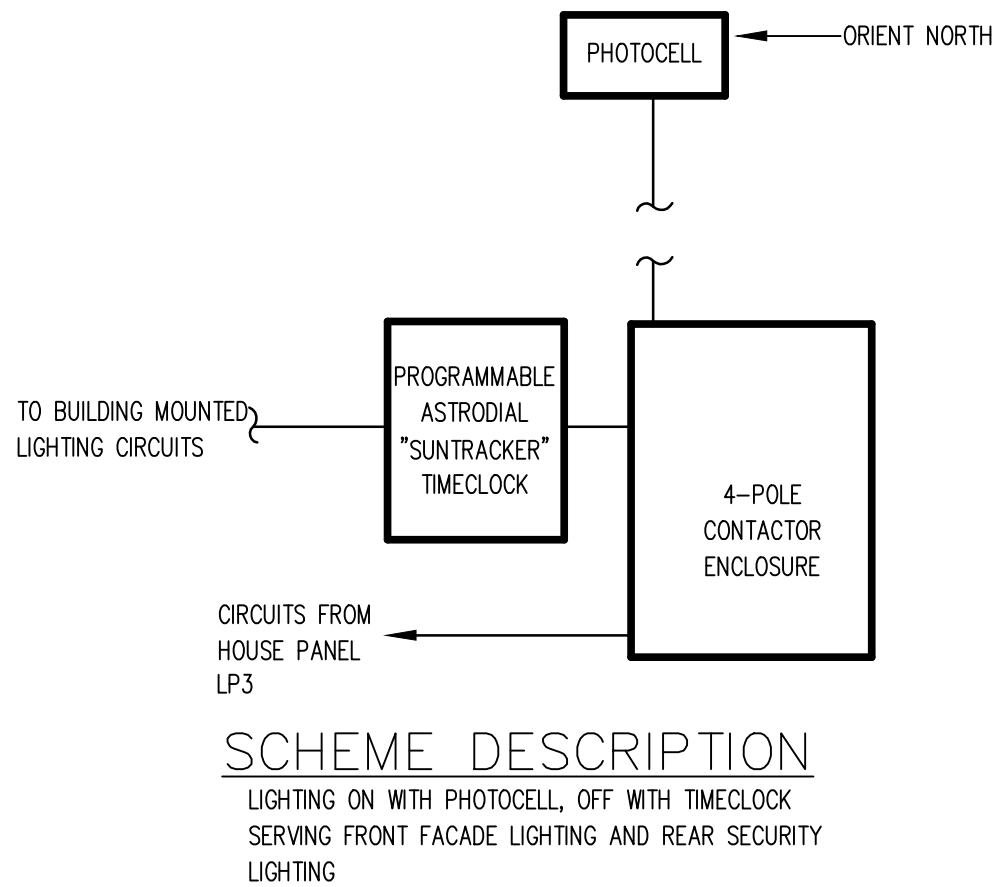 PHOTOCELL
ORIENT NORTH
PROGRAMMABLE
ASTRODIAL
"SUNTRACKER"
TIMECLOCK
TO BUILDING MOUNTED
LIGHTING CIRCUITS
4-POLE
CONTACTOR
ENCLOSURE
CIRCUITS FROM
HOUSE PANEL
LP3
SCHEME DESCRIPTION
LIGHTING ON WITH PHOTOCELL, OFF WITH TIMECLOCK
SERVING FRONT FACADE LIGHTING AND REAR SECURITY
LIGHTING